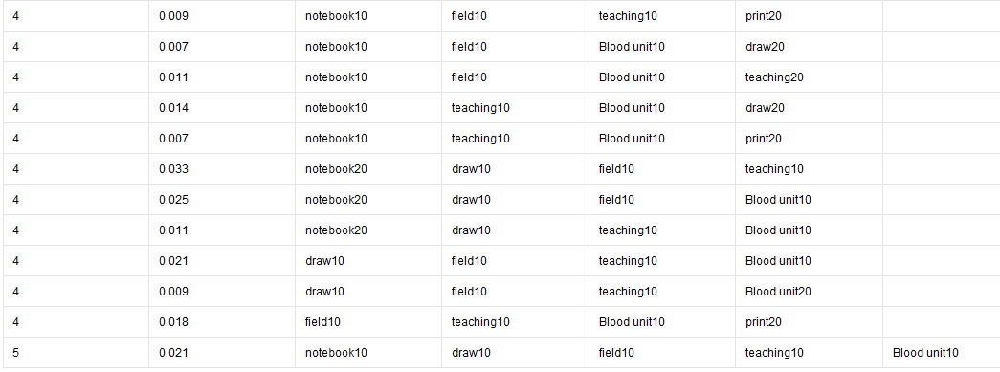 4 0.009 notebook10 field10 teaching10 print20
4 0.007 notebook10 field10 Blood unit10 draw20
4 0.011 notebook10 field10 Blood unit10 teaching20
4 0.014 notebook10 teaching10 Blood unit10 draw20
4 0.007 notebook10 teaching10 Blood unit10 print20
4 0.033 notebook20 draw10 field10 teaching10
4 0.025 notebook20 draw10 field10 Blood unit10
4 0.011 notebook20 draw10 teaching10 Blood unit10
4 0.021 draw10 field10 teaching10 Blood unit10
4 0.009 draw10 field10 teaching10 Blood unit20
4 0.018 field10 teaching10 Blood unit10 print20
5 0.021 notebook10 draw10 field10 teaching10 Blood unit10